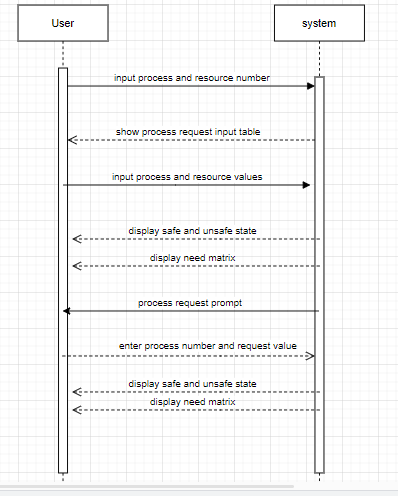 User
system
input process and resource number
show process request input table
input process and resource values
display safe and unsafe state
display need matrix
process request prompt
enter process number and request value
display safe and unsafe state
display need matrix